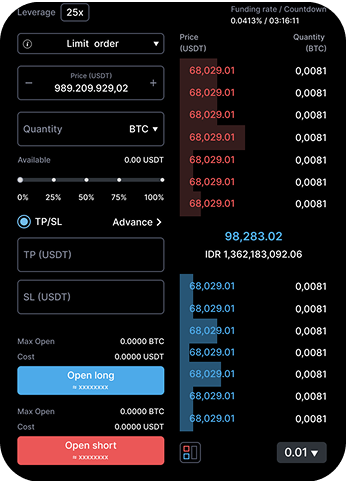 Leverage 25x
Funding rate / Countdown
0.0413% / 03:16:11
Limit order
Price (USDT)
989.209.929,02
Quantity BTC
Available 0.00 USDT
0% 25% 50% 75% 100%
TP/SL Advance
TP (USDT)
SL (USDT)
Max Open 0.0000 BTC
Cost 0.0000 USDT
Open long
≈ xxxxxxxx
Max Open 0.0000 BTC
Cost 0.0000 USDT
Open short
≈ xxxxxxxx
Price Quantity
(USDT) (BTC)
68,029.01 0,0081
68,029.01 0,0081
68,029.01 0,0081
68,029.01 0,0081
68,029.01 0,0081
68,029.01 0,0081
68,029.01 0,0081
98,283.02
IDR 1,362,183,092.06
68,029.01 0,0081
68,029.01 0,0081
68,029.01 0,0081
68,029.01 0,0081
68,029.01 0,0081
68,029.01 0,0081
68,029.01 0,0081
0.01